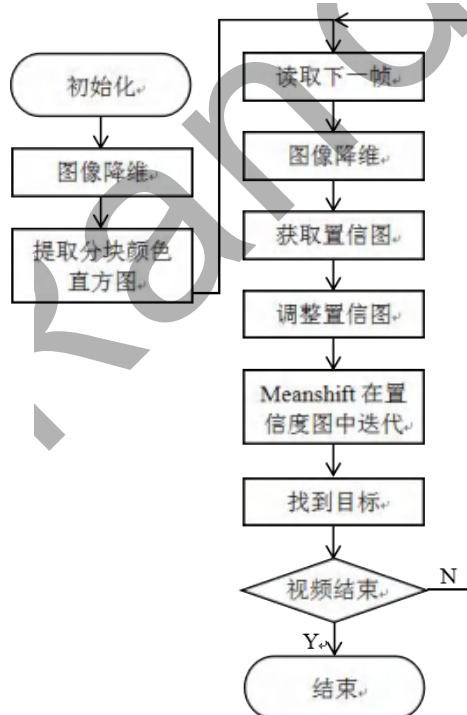 初始化
图像降维
提取分块颜色
直方图
读取下一帧
图像降维
获取置信图
调整置信图
Meanshift 在置
信度图中迭代
找到目标
视频结束
N
Y
结束